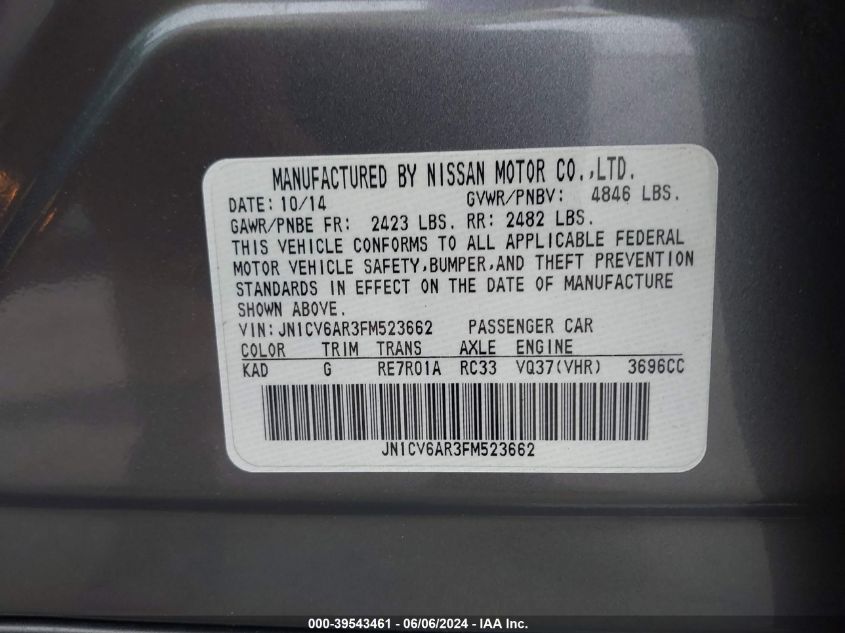 MANUFACTURED BY NISSAN MOTOR CO.,LTD.
DATE: 10/14 GVWR/PNBV: 4846 LBS.
GAWR/PNBE FR: 2423 LBS. RR: 2482 LBS.
THIS VEHICLE CONFORMS TO ALL APPLICABLE FEDERAL
MOTOR VEHICLE SAFETY,BUMPER,AND THEFT PREVENTION
STANDARDS IN EFFECT ON THE DATE OF MANUFACTURE
SHOWN ABOVE.
VIN: JN1CV6AR3FM523662 PASSENGER CAR
COLOR TRIM TRANS AXLE ENGINE
KAD G RE7R01A RC33 VQ37(VHR) 3696CC
JN1CV6AR3FM523662
000-39543461 - 06/06/2024 - IAA Inc.